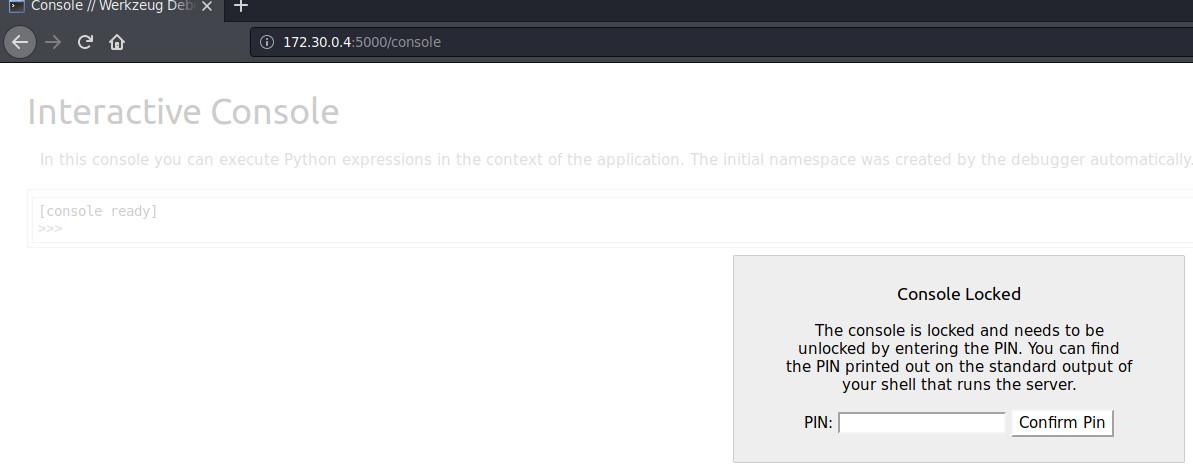 Console // Werkzeug Deb
172.30.0.4:5000/console
Interactive Console
In this console you can execute Python expressions in the context of the application. The initial namespace was created by the debugger automatically.
[console ready]
>>>
Console Locked
The console is locked and needs to be
unlocked by entering the PIN. You can find
the PIN printed out on the standard output of
your shell that runs the server.
PIN: Confirm Pin